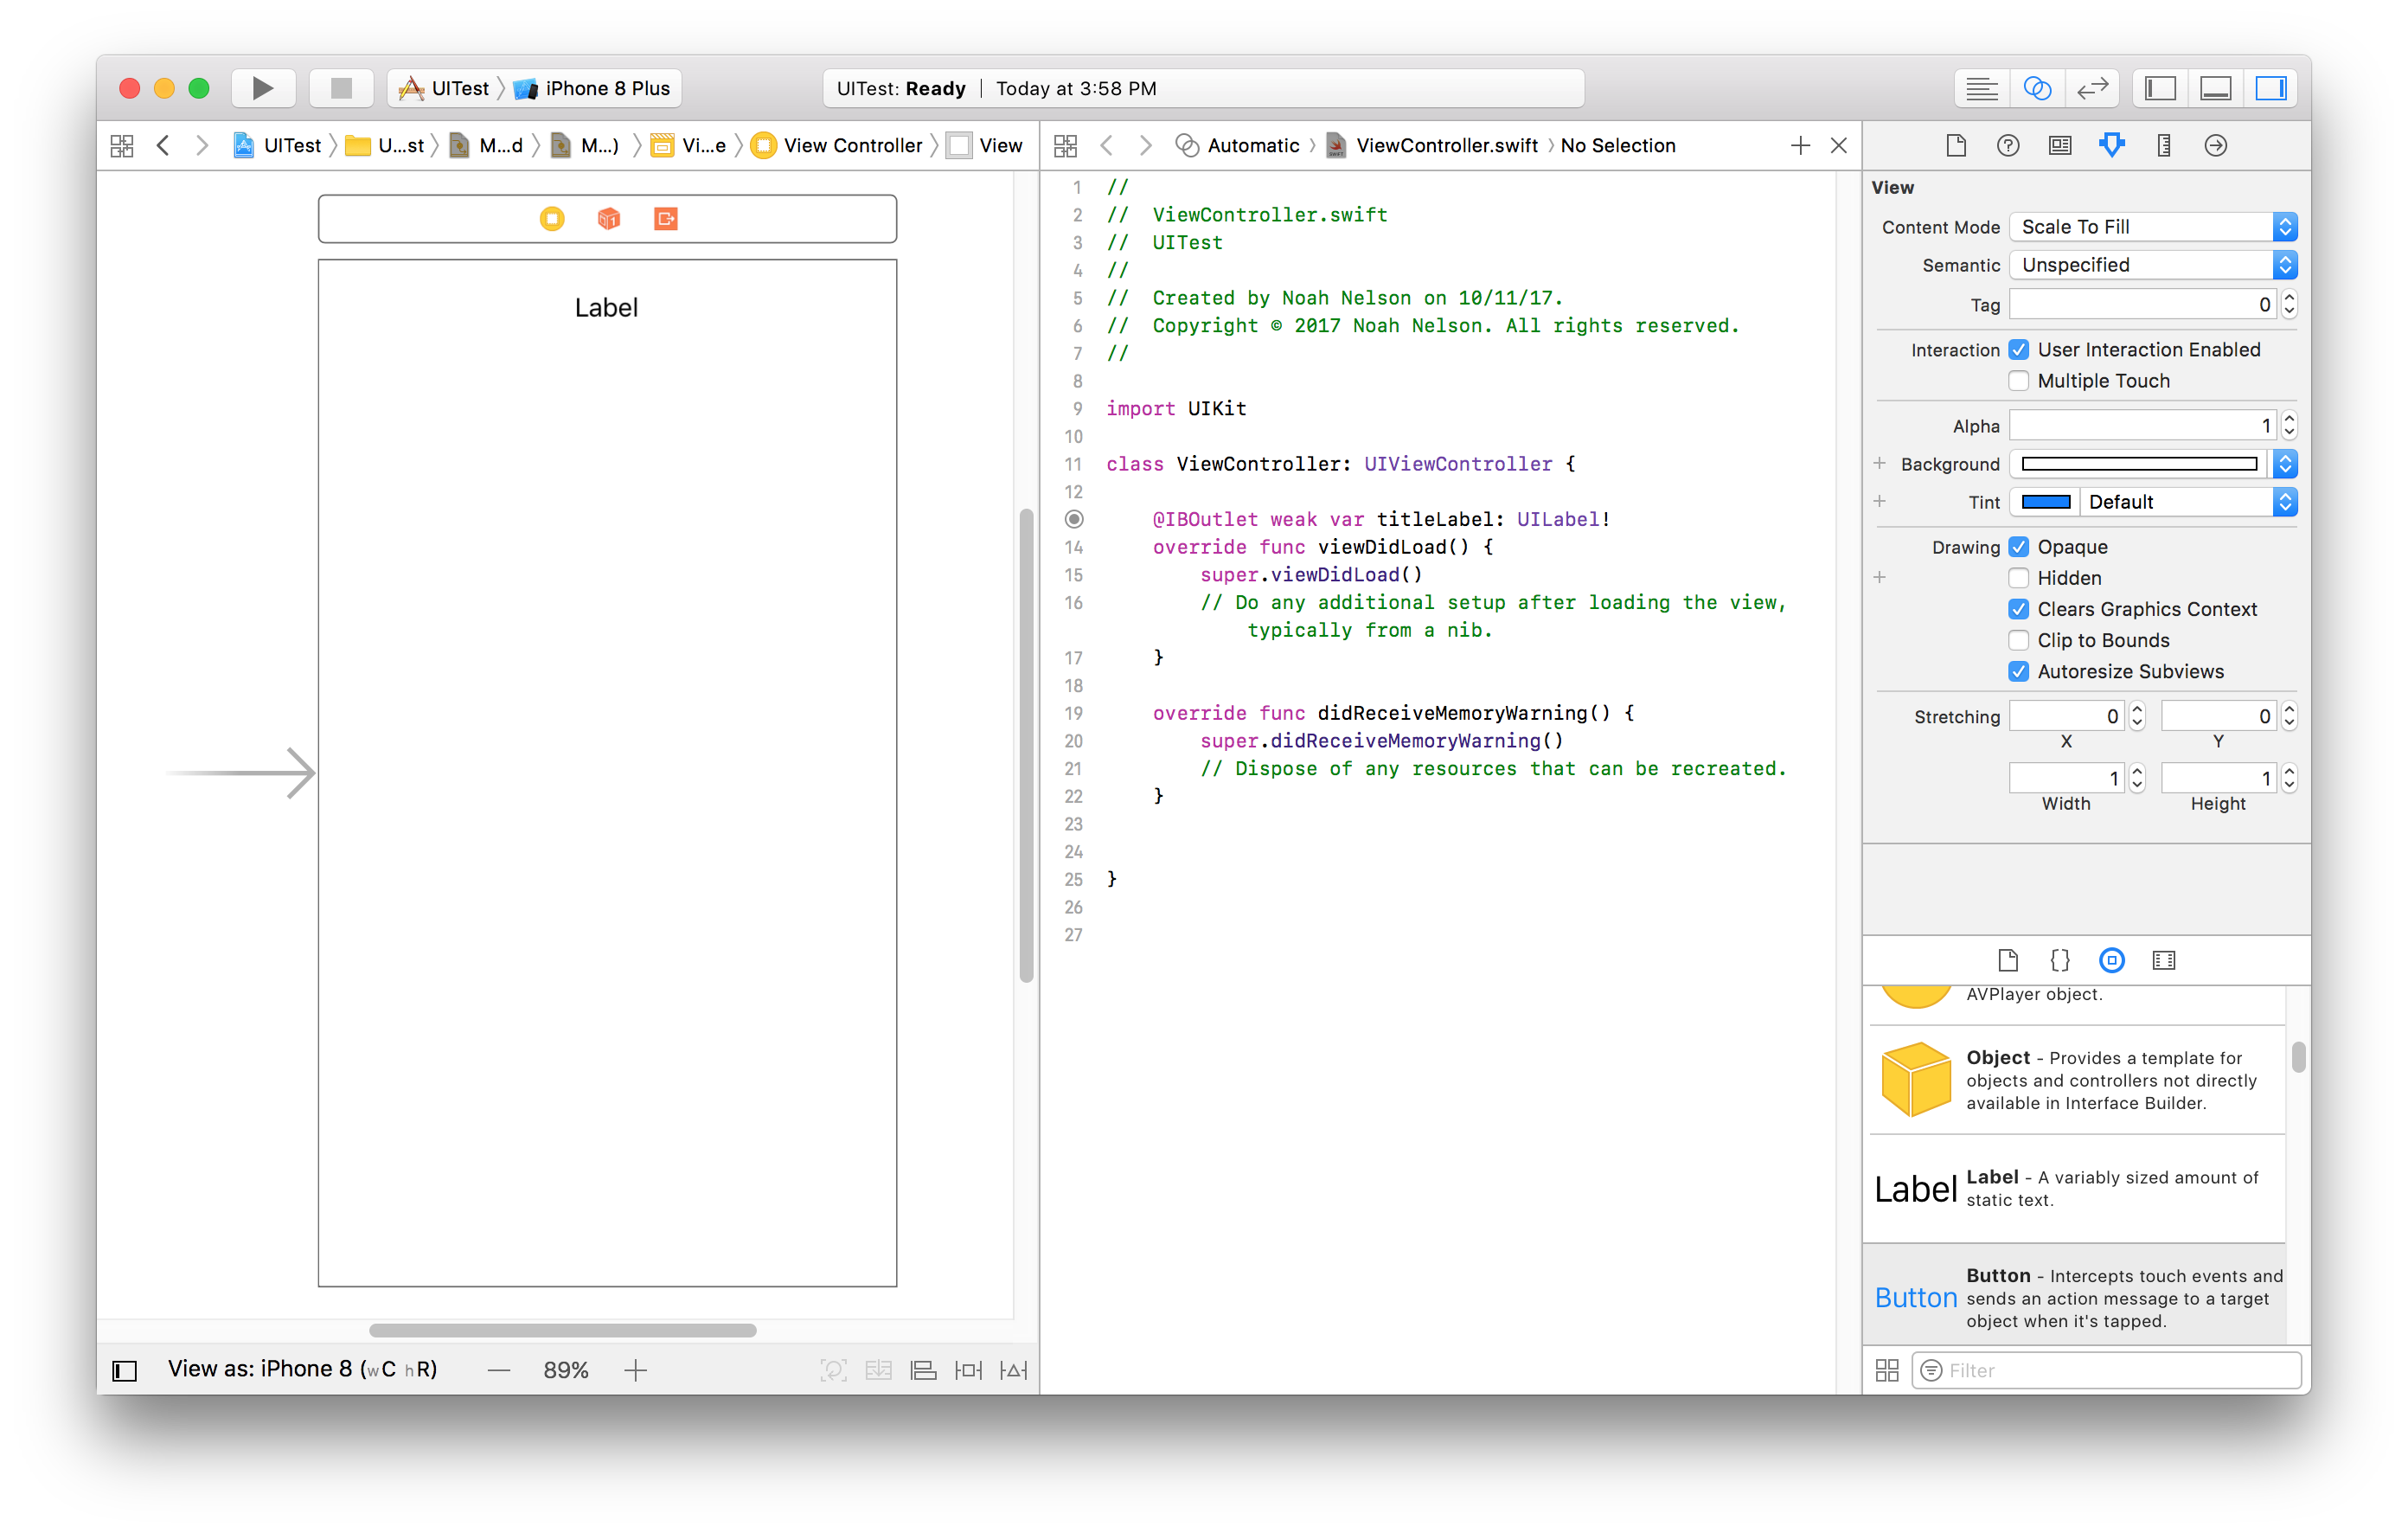 UITest iPhone 8 Plus
UITest: Ready Today at 3:58 PM
UITest U...st M...d M...) Vi...e View Controller View
Automatic ViewController.swift No Selection
Label
1 //
2 // ViewController.swift
3 // UITest
4 //
5 // Created by Noah Nelson on 10/11/17.
6 // Copyright © 2017 Noah Nelson. All rights reserved.
7 //
8
9 import UIKit
10
11 class ViewController: UIViewController {
12
@IBOutlet weak var titleLabel: UILabel!
14 override func viewDidLoad() {
15 super.viewDidLoad()
16 // Do any additional setup after loading the view,
typically from a nib.
17 }
18
19 override func didReceiveMemoryWarning() {
20 super.didReceiveMemoryWarning()
21 // Dispose of any resources that can be recreated.
22 }
23
24
25 }
26
27
View
Content Mode Scale To Fill
Semantic Unspecified
Tag 0
Interaction User Interaction Enabled
Multiple Touch
Alpha 1
Background
Tint Default
Drawing Opaque
Hidden
Clears Graphics Context
Clip to Bounds
Autoresize Subviews
Stretching 0 0
X Y
1 1
Width Height
AVPlayer object.
Object - Provides a template for
objects and controllers not directly
available in Interface Builder.
Label
Label - A variably sized amount of
static text.
Button
Button - Intercepts touch events and
sends an action message to a target
object when it's tapped.
View as: iPhone 8 (wC hR) — 89% +
Filter